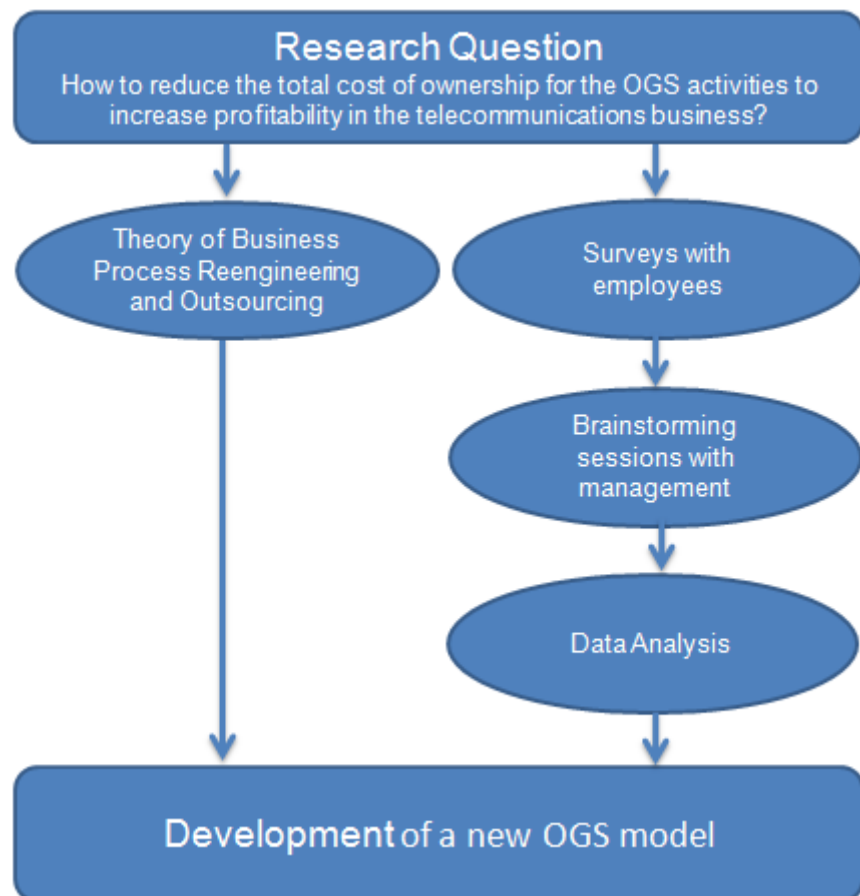 Research Question
How to reduce the total cost of ownership for the OGS activities to
increase profitability in the telecommunications business?
Theory of Business
Process Reengineering
and Outsourcing
Surveys with
employees
Brainstorming
sessions with
management
Data Analysis
Development of a new OGS model